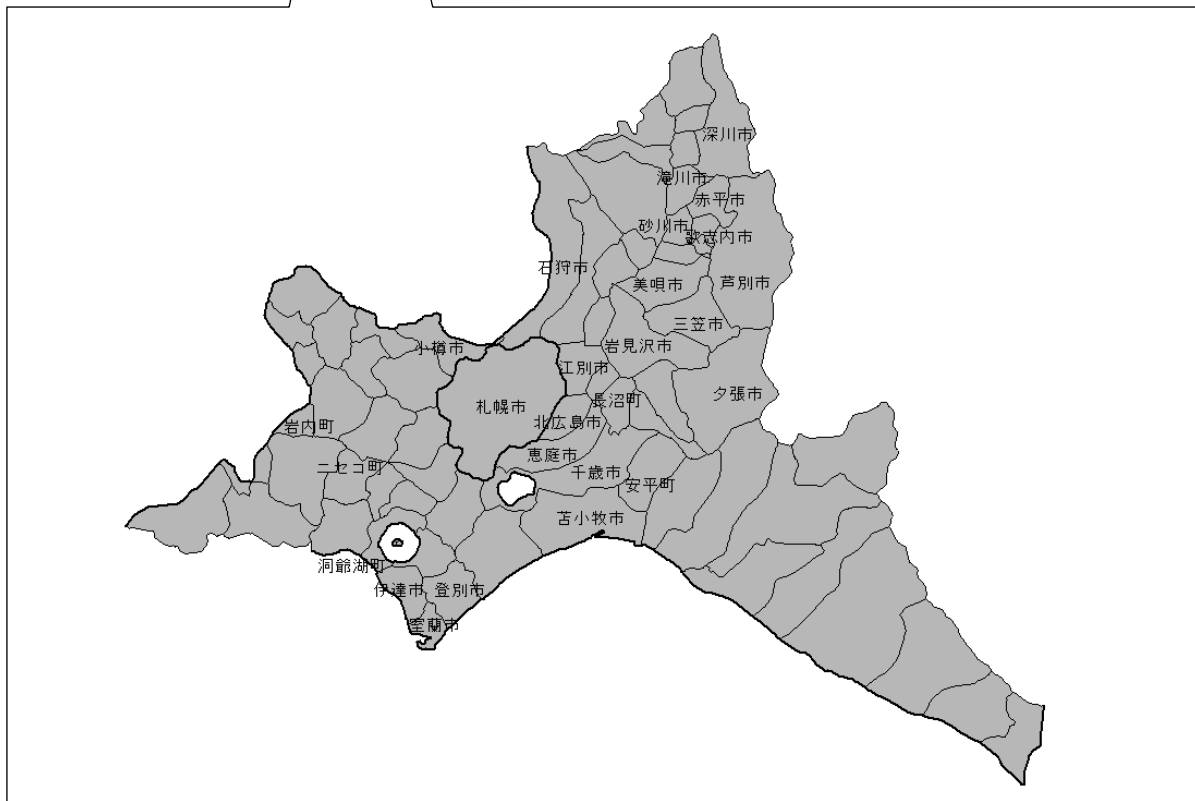 深川市
滝川市
赤平市
砂川市
歌志内市
石狩市
美唄市
芦別市
三笠市
小樽市
岩見沢市
江別市
夕張市
長沼町
札幌市
北広島市
岩内町
恵庭市
ニセコ町
千歳市
安平町
苫小牧市
洞爺湖町
伊達市
登別市
室蘭市